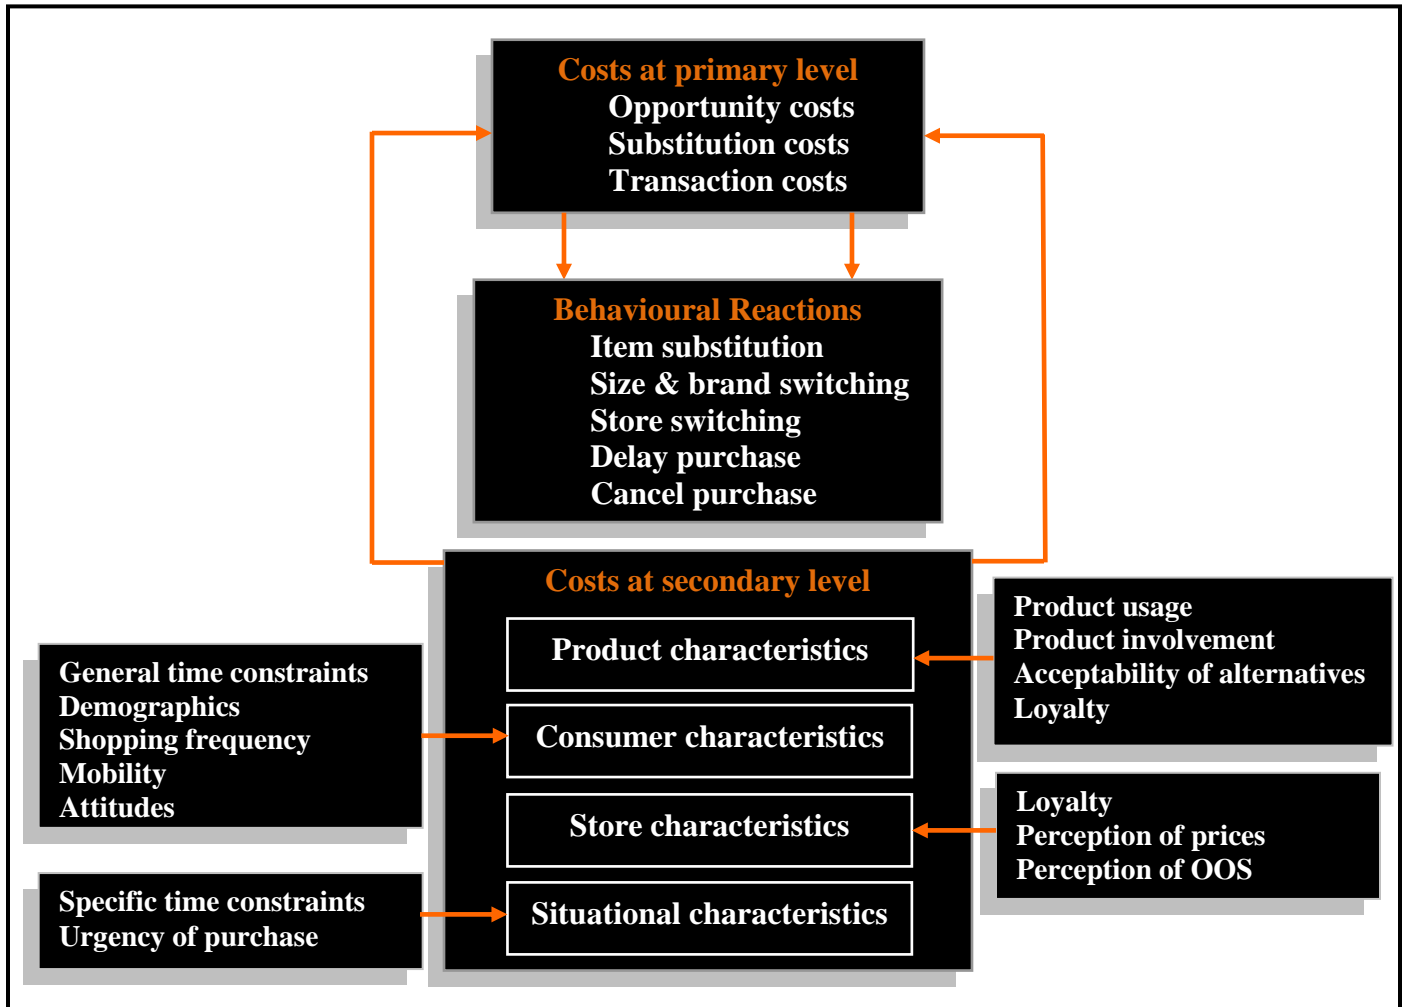 Costs at primary level
Opportunity costs
Substitution costs
Transaction costs
Behavioural Reactions
Item substitution
Size & brand switching
Store switching
Delay purchase
Cancel purchase
Costs at secondary level
Product characteristics
Consumer characteristics
Store characteristics
Situational characteristics
General time constraints
Demographics
Shopping frequency
Mobility
Attitudes
Specific time constraints
Urgency of purchase
Product usage
Product involvement
Acceptability of alternatives
Loyalty
Loyalty
Perception of prices
Perception of OOS